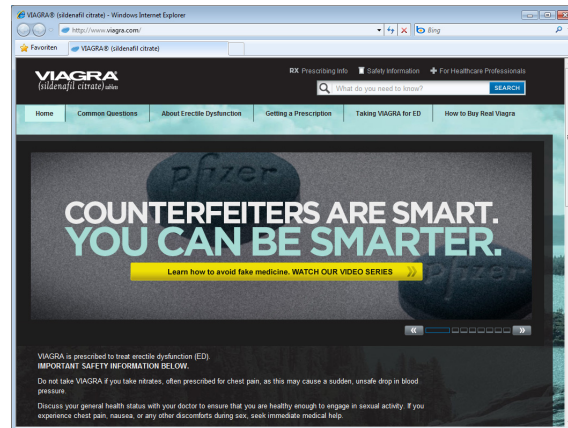 VIAGRA® (sildenafil citrate) - Windows Internet Explorer
http://www.viagra.com/
Bing
Favoriten
VIAGRA® (sildenafil citrate)
RX Prescribing Info
Safety Information
For Healthcare Professionals
VIAGRA
(sildenafil citrate) tablets
What do you need to know?
SEARCH
Home
Common Questions
About Erectile Dysfunction
Getting a Prescription
Taking VIAGRA for ED
How to Buy Real Viagra
pfizer
COUNTERFEITERS ARE SMART.
YOU CAN BE SMARTER.
pfizer
Learn how to avoid fake medicine. WATCH OUR VIDEO SERIES
VIAGRA is prescribed to treat erectile dysfunction (ED).
IMPORTANT SAFETY INFORMATION BELOW.
Do not take VIAGRA if you take nitrates, often prescribed for chest pain, as this may cause a sudden, unsafe drop in blood
pressure.
Discuss your general health status with your doctor to ensure that you are healthy enough to engage in sexual activity. If you
experience chest pain, nausea, or any other discomforts during sex, seek immediate medical help.